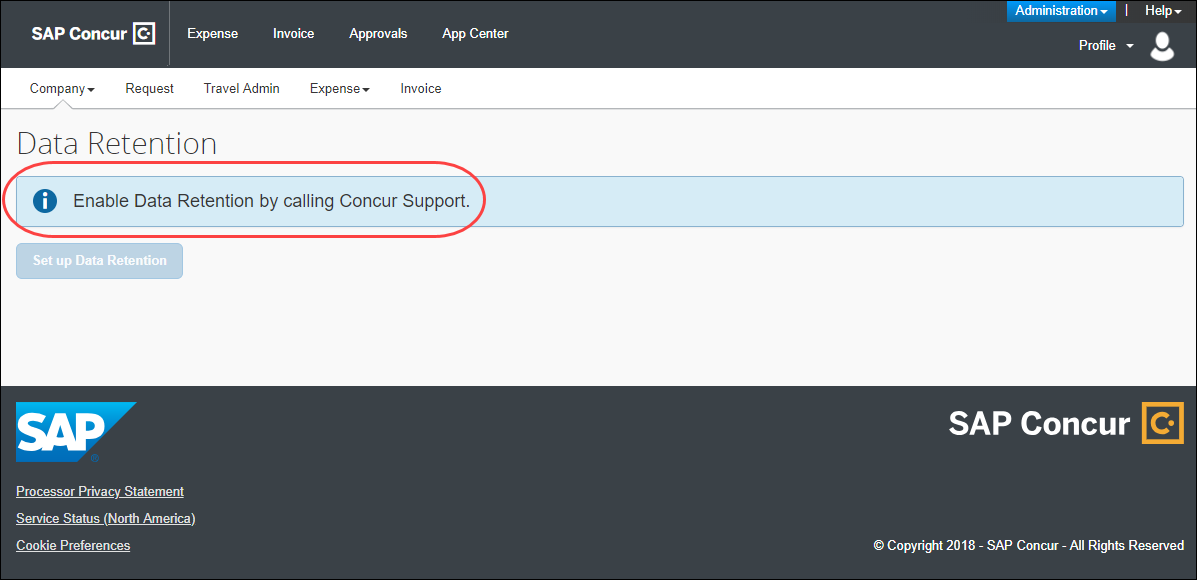 Administration | Help
SAP Concur C Expense Invoice Approvals App Center
Profile
Company Request Travel Admin Expense Invoice
Data Retention
i Enable Data Retention by calling Concur Support.
Set up Data Retention
SAP ®
SAP Concur C
Processor Privacy Statement
Service Status (North America)
Cookie Preferences
© Copyright 2018 - SAP Concur - All Rights Reserved